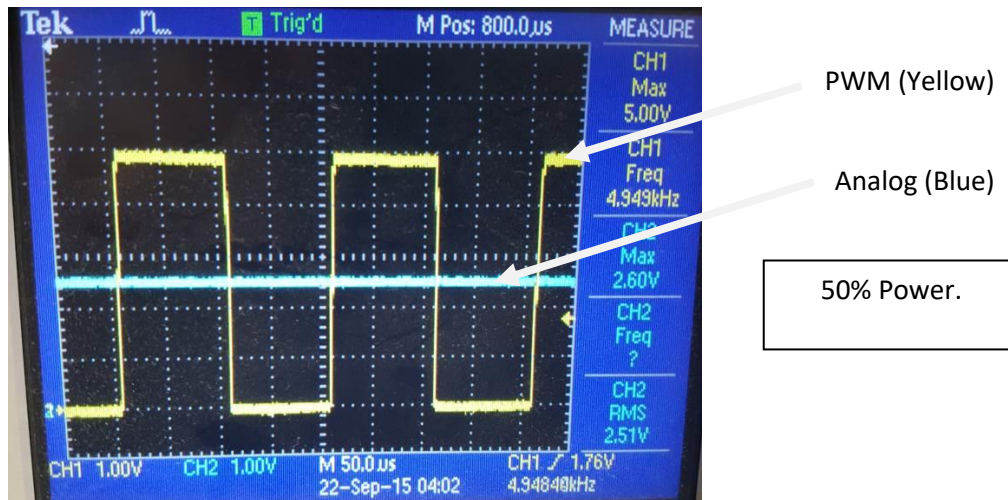 Tek
T Trig'd
M Pos: 800.0µs
MEASURE
CH1
Max
5.00V
CH1
Freq
4.949kHz
CH2
Max
2.60V
CH2
Freq
?
CH2
RMS
2.51V
2
CH1 1.00V CH2 1.00V M 50.0µs CH1 1.76V
22-Sep-15 04:02 4.94840kHz
PWM (Yellow)
Analog (Blue)
50% Power.